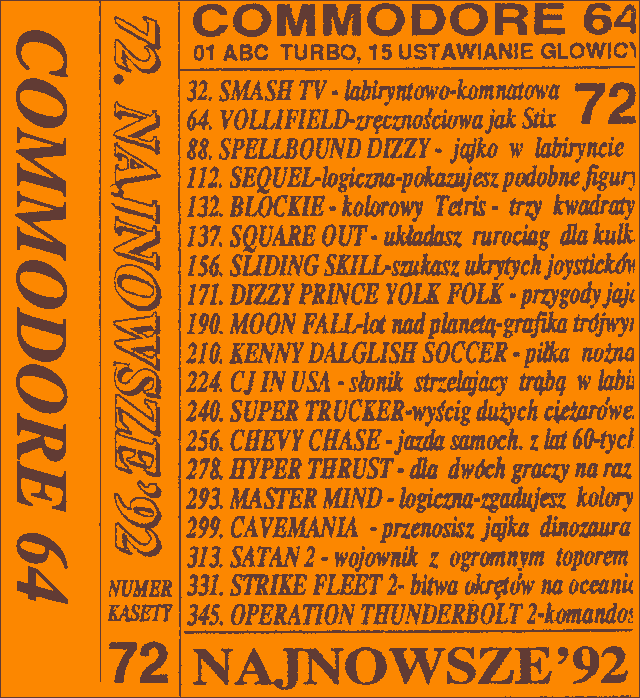 COMMODORE 64
72. NAJNOWSZE'92
NUMER
KASETT
72
COMMODORE 64
01 ABC TURBO, 15 USTAWIANIE GLOWICY
72
32. SMASH TV - labiryntowo-komnatowa
64. VOLLIFIELD-zręcznościowa jak Stix
88. SPELLBOUND DIZZY - jajko w labiryncie
112. SEQUEL-logiczna-pokazujesz podobne figury
132. BLOCKIE - kolorowy Tetris - trzy kwadraty
137. SQUARE OUT - układasz rurociag dla kulk
156. SLIDING SKILL-szukasz ukrytych joysticków
171. DIZZY PRINCE YOLK FOLK - przygody jaj
190. MOON FALL-lot nad planetą-grafika trójwy
210. KENNY DALGLISH SOCCER - piłka nożna
224. CJ IN USA - słonik strzelajacy trąbą w labi
240. SUPER TRUCKER-wyścig dużych ciężarówe
256. CHEVY CHASE - jazda samoch. z lat 60-tych
278. HYPER THRUST - dla dwóch graczy na raz
293. MASTER MIND - logiczna-zgadujesz kolory
299. CAVEMANIA - przenosisz jajka dinozaura
313. SATAN 2 - wojownik z ogromnym toporem
331. STRIKE FLEET 2- bitwa okrętów na oceani
345. OPERATION THUNDERBOLT 2-komandos
NAJNOWSZE'92